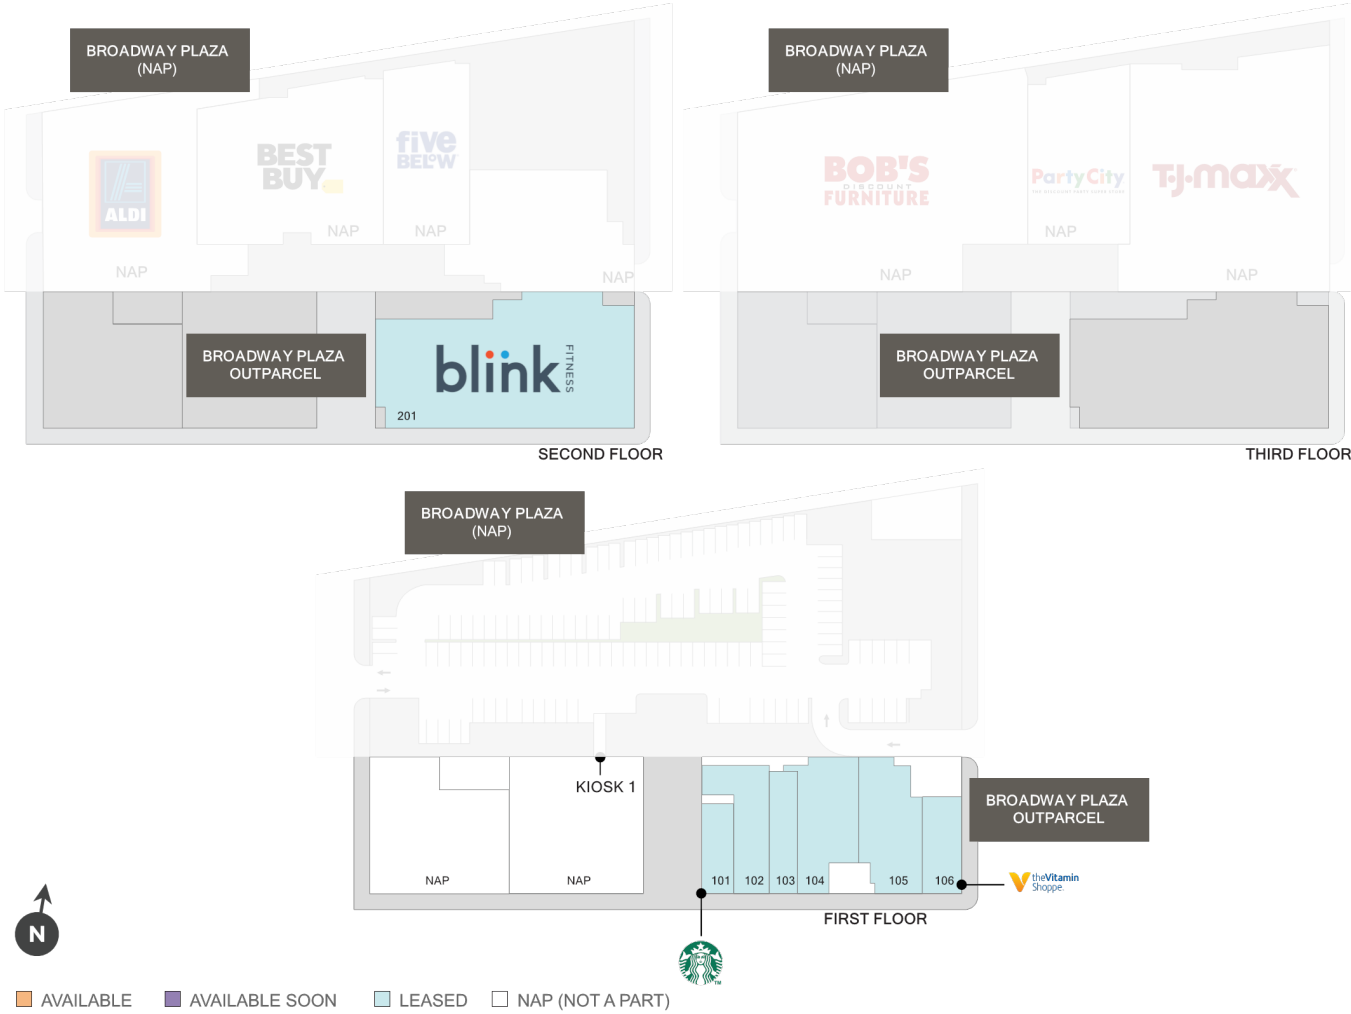 BROADWAY PLAZA
(NAP)
ALDI
NAP
BEST
BUY
NAP
five
BELOW
NAP
NAP
BROADWAY PLAZA
OUTPARCEL
blink
FITNESS
201
SECOND FLOOR
BROADWAY PLAZA
(NAP)
BOB'S
DISCOUNT
FURNITURE
NAP
PartyCity
NAP
T.J.maxx
NAP
BROADWAY PLAZA
OUTPARCEL
THIRD FLOOR
BROADWAY PLAZA
(NAP)
KIOSK 1
NAP
NAP
101
102
103
104
105
106
BROADWAY PLAZA
OUTPARCEL
theVitamin
Shoppe.
FIRST FLOOR
TM
N
AVAILABLE
AVAILABLE SOON
LEASED
NAP (NOT A PART)